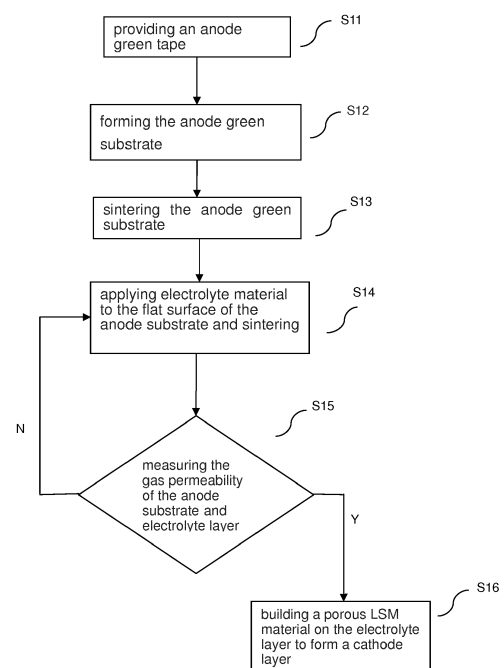 providing an anode
green tape
S11
forming the anode green
substrate
S12
sintering the anode green
substrate
S13
applying electrolyte material
to the flat surface of the
anode substrate and sintering
S14
N
S15
measuring the
gas permeability
of the anode
substrate and
electrolyte layer
Y
S16
building a porous LSM
material on the electrolyte
layer to form a cathode
layer